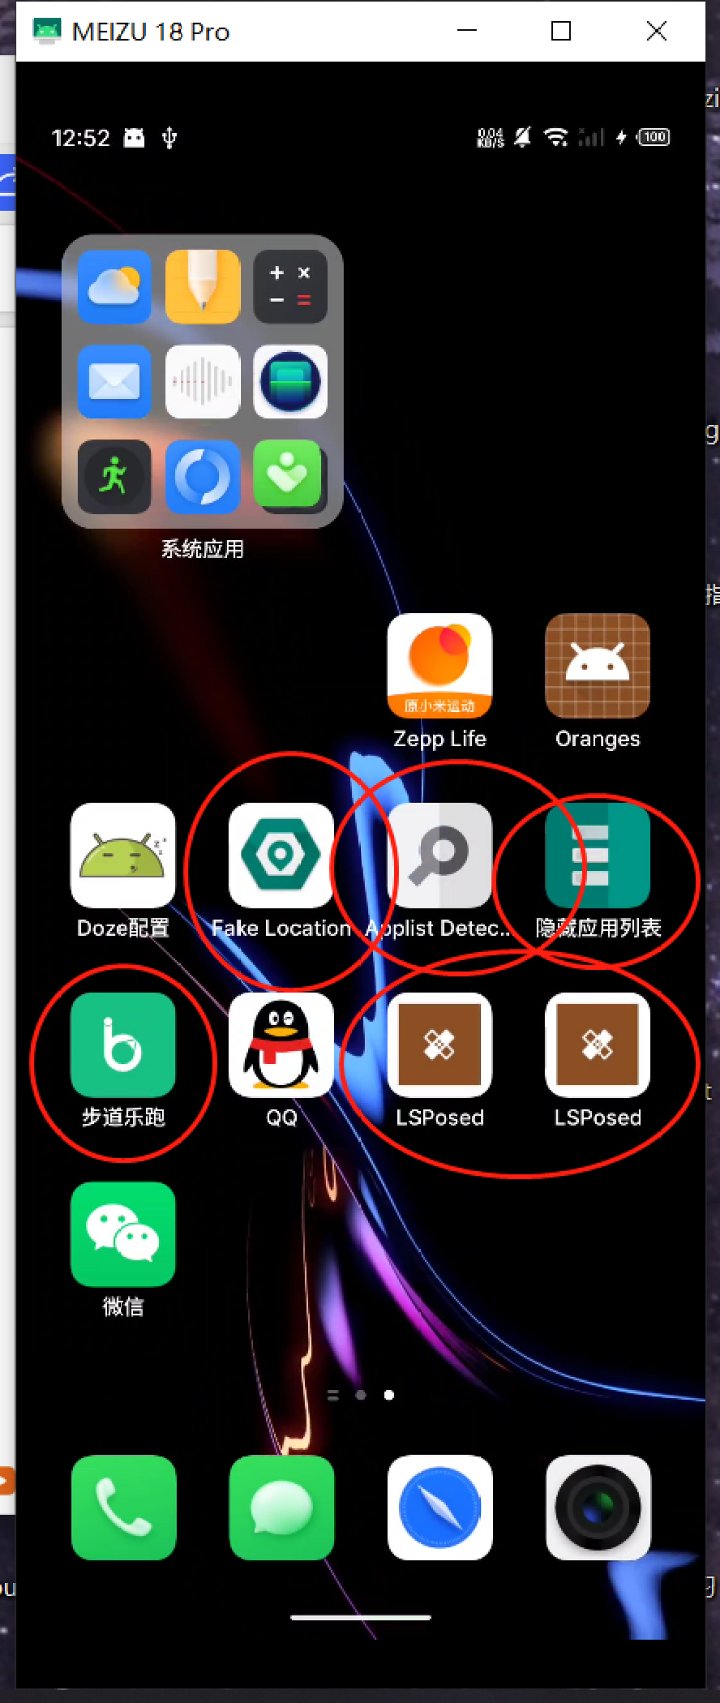 MEIZU 18 Pro
12:52
0.04
KB/S
100
系统应用
原小米运动
Zepp Life
Oranges
Doze配置
Fake Location
Applist Detec...
隐藏应用列表
步道乐跑
QQ
LSPosed
LSPosed
微信